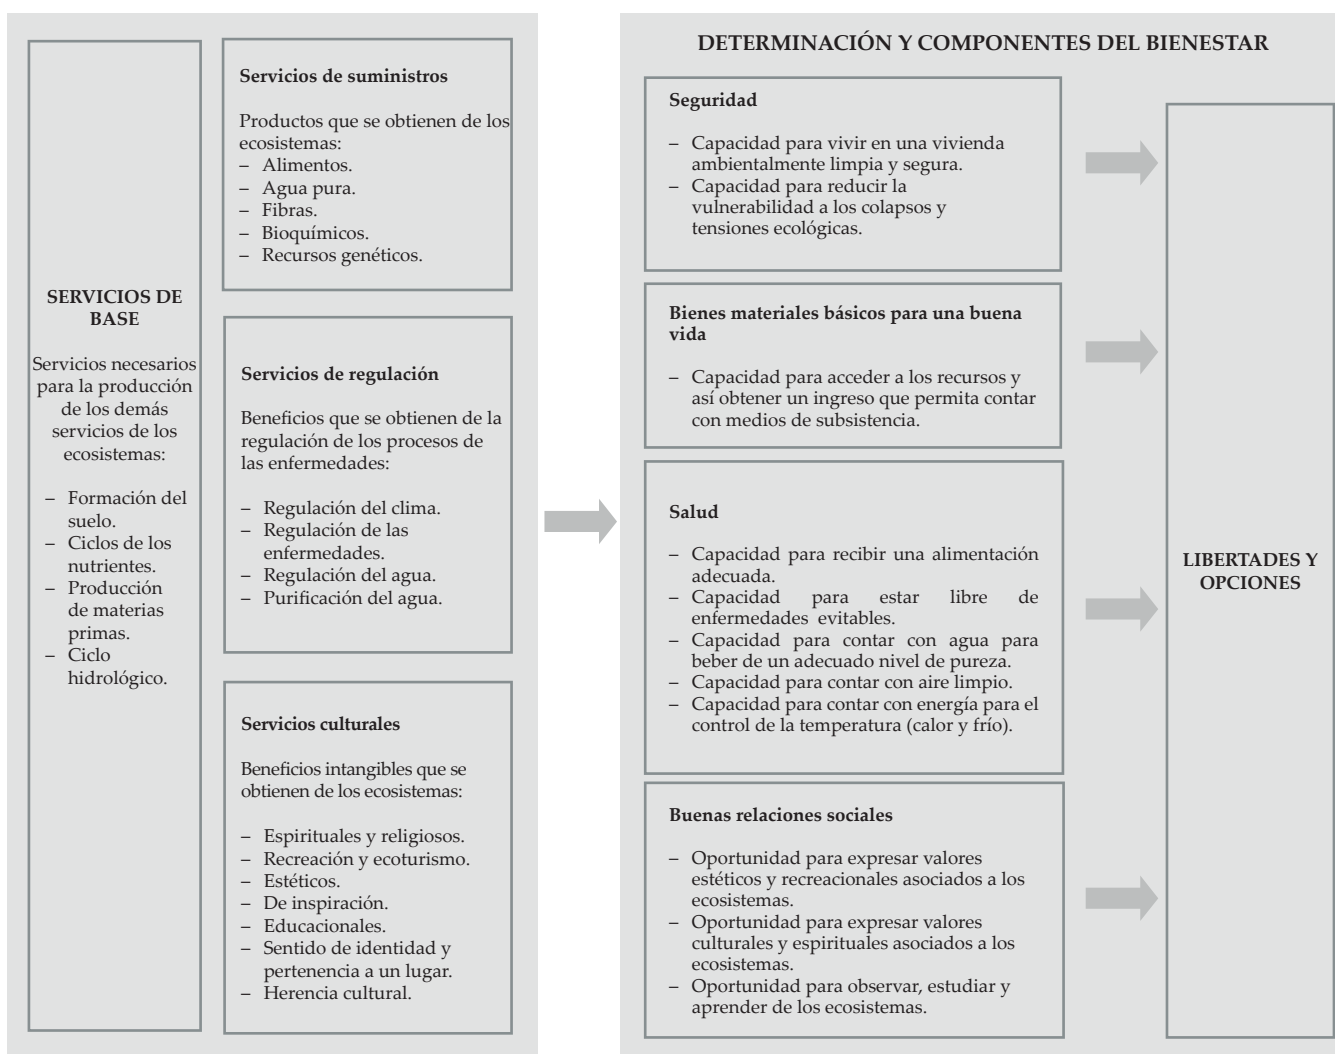 SERVICIOS DE
BASE
Servicios necesarios
para la producción
de los demás
servicios de los
ecosistemas:
– Formación del
suelo.
– Ciclos de los
nutrientes.
– Producción
de materias
primas.
– Ciclo
hidrológico.
Servicios de suministros
Productos que se obtienen de los
ecosistemas:
– Alimentos.
– Agua pura.
– Fibras.
– Bioquímicos.
– Recursos genéticos.
Servicios de regulación
Beneficios que se obtienen de la
regulación de los procesos de
las enfermedades:
– Regulación del clima.
– Regulación de las
enfermedades.
– Regulación del agua.
– Purificación del agua.
Servicios culturales
Beneficios intangibles que se
obtienen de los ecosistemas:
– Espirituales y religiosos.
– Recreación y ecoturismo.
– Estéticos.
– De inspiración.
– Educacionales.
– Sentido de identidad y
pertenencia a un lugar.
– Herencia cultural.
DETERMINACIÓN Y COMPONENTES DEL BIENESTAR
Seguridad
– Capacidad para vivir en una vivienda
ambientalmente limpia y segura.
– Capacidad para reducir la
vulnerabilidad a los colapsos y
tensiones ecológicas.
Bienes materiales básicos para una buena
vida
– Capacidad para acceder a los recursos y
así obtener un ingreso que permita contar
con medios de subsistencia.
Salud
– Capacidad para recibir una alimentación
adecuada.
– Capacidad para estar libre de
enfermedades evitables.
– Capacidad para contar con agua para
beber de un adecuado nivel de pureza.
– Capacidad para contar con aire limpio.
– Capacidad para contar con energía para el
control de la temperatura (calor y frío).
Buenas relaciones sociales
– Oportunidad para expresar valores
estéticos y recreacionales asociados a los
ecosistemas.
– Oportunidad para expresar valores
culturales y espirituales asociados a los
ecosistemas.
– Oportunidad para observar, estudiar y
aprender de los ecosistemas.
LIBERTADES Y
OPCIONES